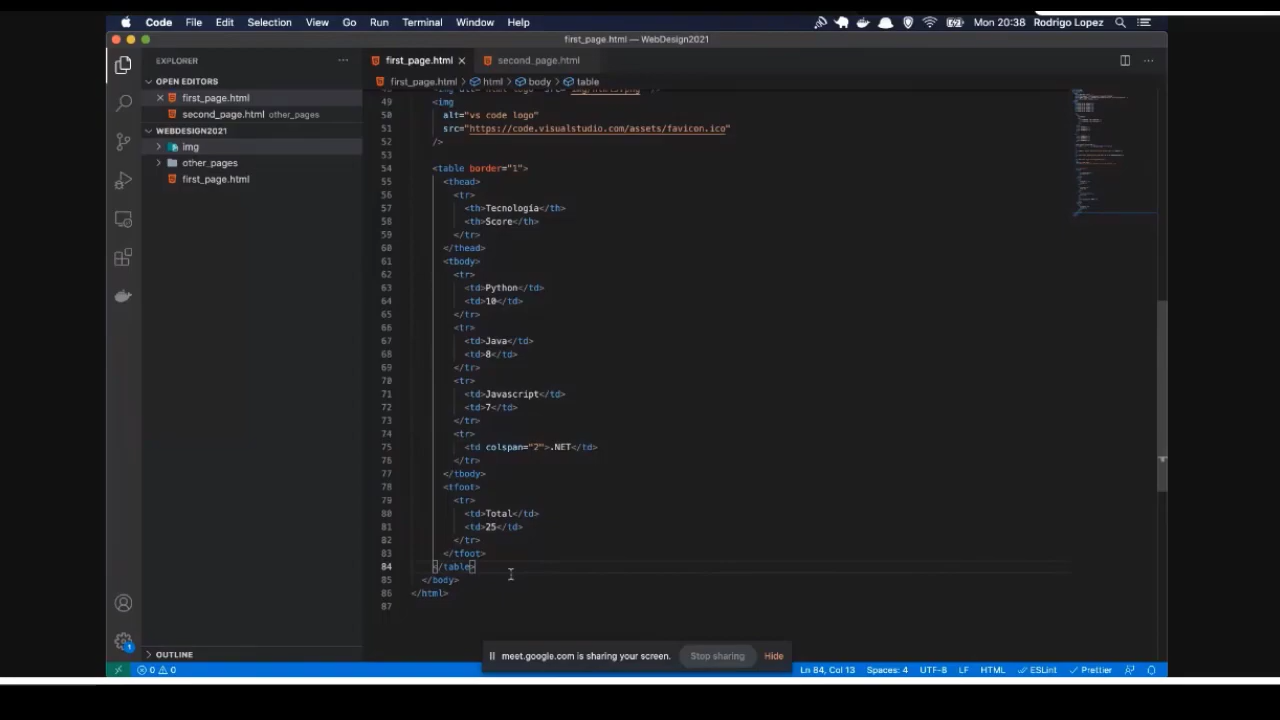 Code File Edit Selection View Go Run Terminal Window Help Mon 20:38 Rodrigo Lopez
first_page.html — WebDesign2021
EXPLORER
OPEN EDITORS
first_page.html
second_page.html other_pages
WEBDESIGN2021
img
other_pages
first_page.html
OUTLINE
first_page.html second_page.html
first_page.html > html > body > table
49 <img
50 alt="vs code logo"
51 src="https://code.visualstudio.com/assets/favicon.ico"
52 />
53
54 <table border="1">
55 <thead>
56 <tr>
57 <th>Tecnologia</th>
58 <th>Score</th>
59 </tr>
60 </thead>
61 <tbody>
62 <tr>
63 <td>Python</td>
64 <td>10</td>
65 </tr>
66 <tr>
67 <td>Java</td>
68 <td>8</td>
69 </tr>
70 <tr>
71 <td>Javascript</td>
72 <td>7</td>
73 </tr>
74 <tr>
75 <td colspan="2">.NET</td>
76 </tr>
77 </tbody>
78 <tfoot>
79 <tr>
80 <td>Total</td>
81 <td>25</td>
82 </tr>
83 </tfoot>
84 </table>
85 </body>
86 </html>
87
meet.google.com is sharing your screen. Stop sharing Hide
0 0 Ln 84, Col 13 Spaces: 4 UTF-8 LF HTML ESLint Prettier